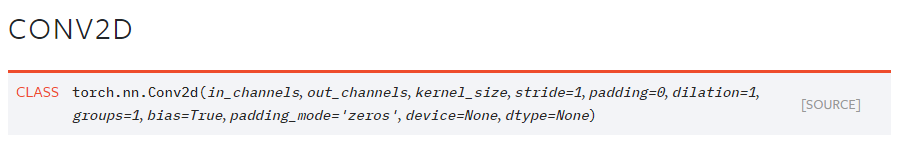 CONV2D
CLASS torch.nn.Conv2d(in_channels, out_channels, kernel_size, stride=1, padding=0, dilation=1,
groups=1, bias=True, padding_mode='zeros', device=None, dtype=None)
[SOURCE]